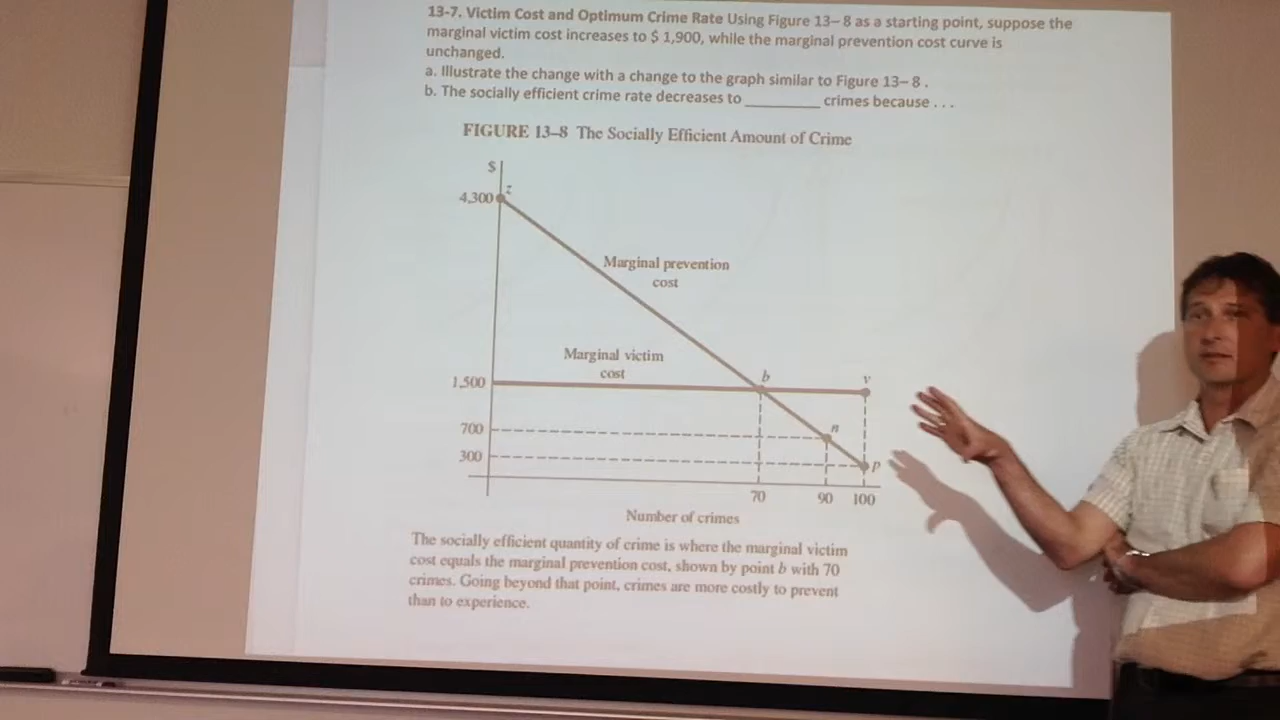 13-7. Victim Cost and Optimum Crime Rate Using Figure 13–8 as a starting point, suppose the
marginal victim cost increases to $ 1,900, while the marginal prevention cost curve is
unchanged.
a. Illustrate the change with a change to the graph similar to Figure 13–8.
b. The socially efficient crime rate decreases to _________ crimes because . . .
FIGURE 13–8 The Socially Efficient Amount of Crime
$
z
4,300
Marginal prevention
cost
Marginal victim
cost
b
v
1,500
n
700
p
300
70
90
100
Number of crimes
The socially efficient quantity of crime is where the marginal victim
cost equals the marginal prevention cost, shown by point b with 70
crimes. Going beyond that point, crimes are more costly to prevent
than to experience.